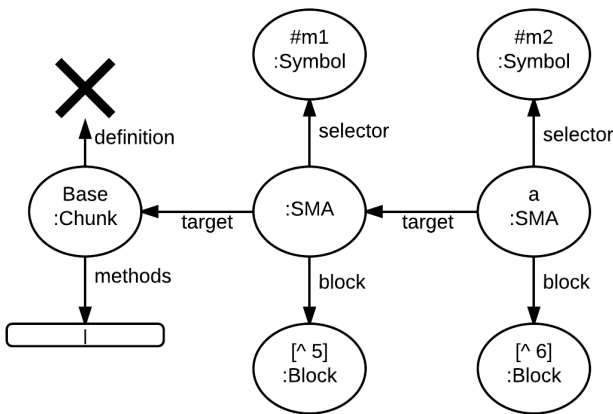 #m1
:Symbol
#m2
:Symbol
definition
selector
selector
Base
:Chunk
:SMA
a
:SMA
target
target
methods
block
block
[^ 5]
:Block
[^ 6]
:Block